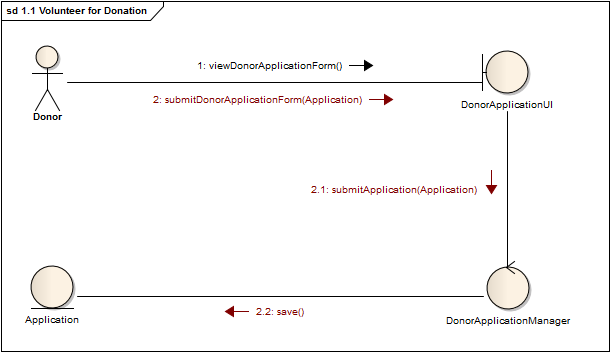 sd 1.1 Volunteer for Donation
1: viewDonorApplicationForm()
2: submitDonorApplicationForm(Application)
Donor
DonorApplicationUI
2.1: submitApplication(Application)
Application
2.2: save()
DonorApplicationManager